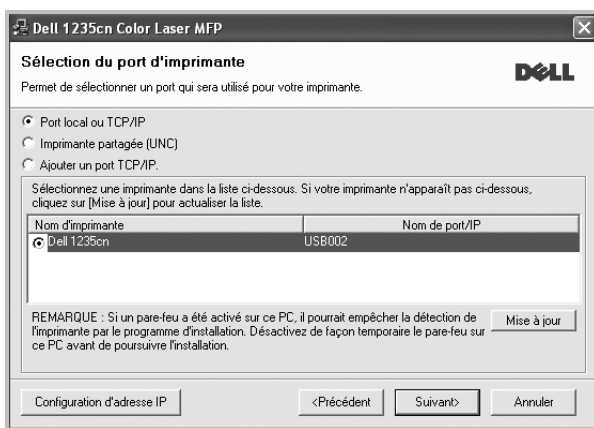 Dell 1235cn Color Laser MFP
Sélection du port d'imprimante
DELL
Permet de sélectionner un port qui sera utilisé pour votre imprimante.
Port local ou TCP/IP
Imprimante partagée (UNC)
Ajouter un port TCP/IP.
Sélectionnez une imprimante dans la liste ci-dessous. Si votre imprimante n'apparaît pas ci-dessous,
cliquez sur [Mise à jour] pour actualiser la liste.
Nom d'imprimante Nom de port/IP
Dell 1235cn USB002
REMARQUE : Si un pare-feu a été activé sur ce PC, il pourrait empêcher la détection de
l'imprimante par le programme d'installation. Désactivez de façon temporaire le pare-feu sur
ce PC avant de poursuivre l'installation.
Mise à jour
Configuration d'adresse IP <Précédent Suivant> Annuler